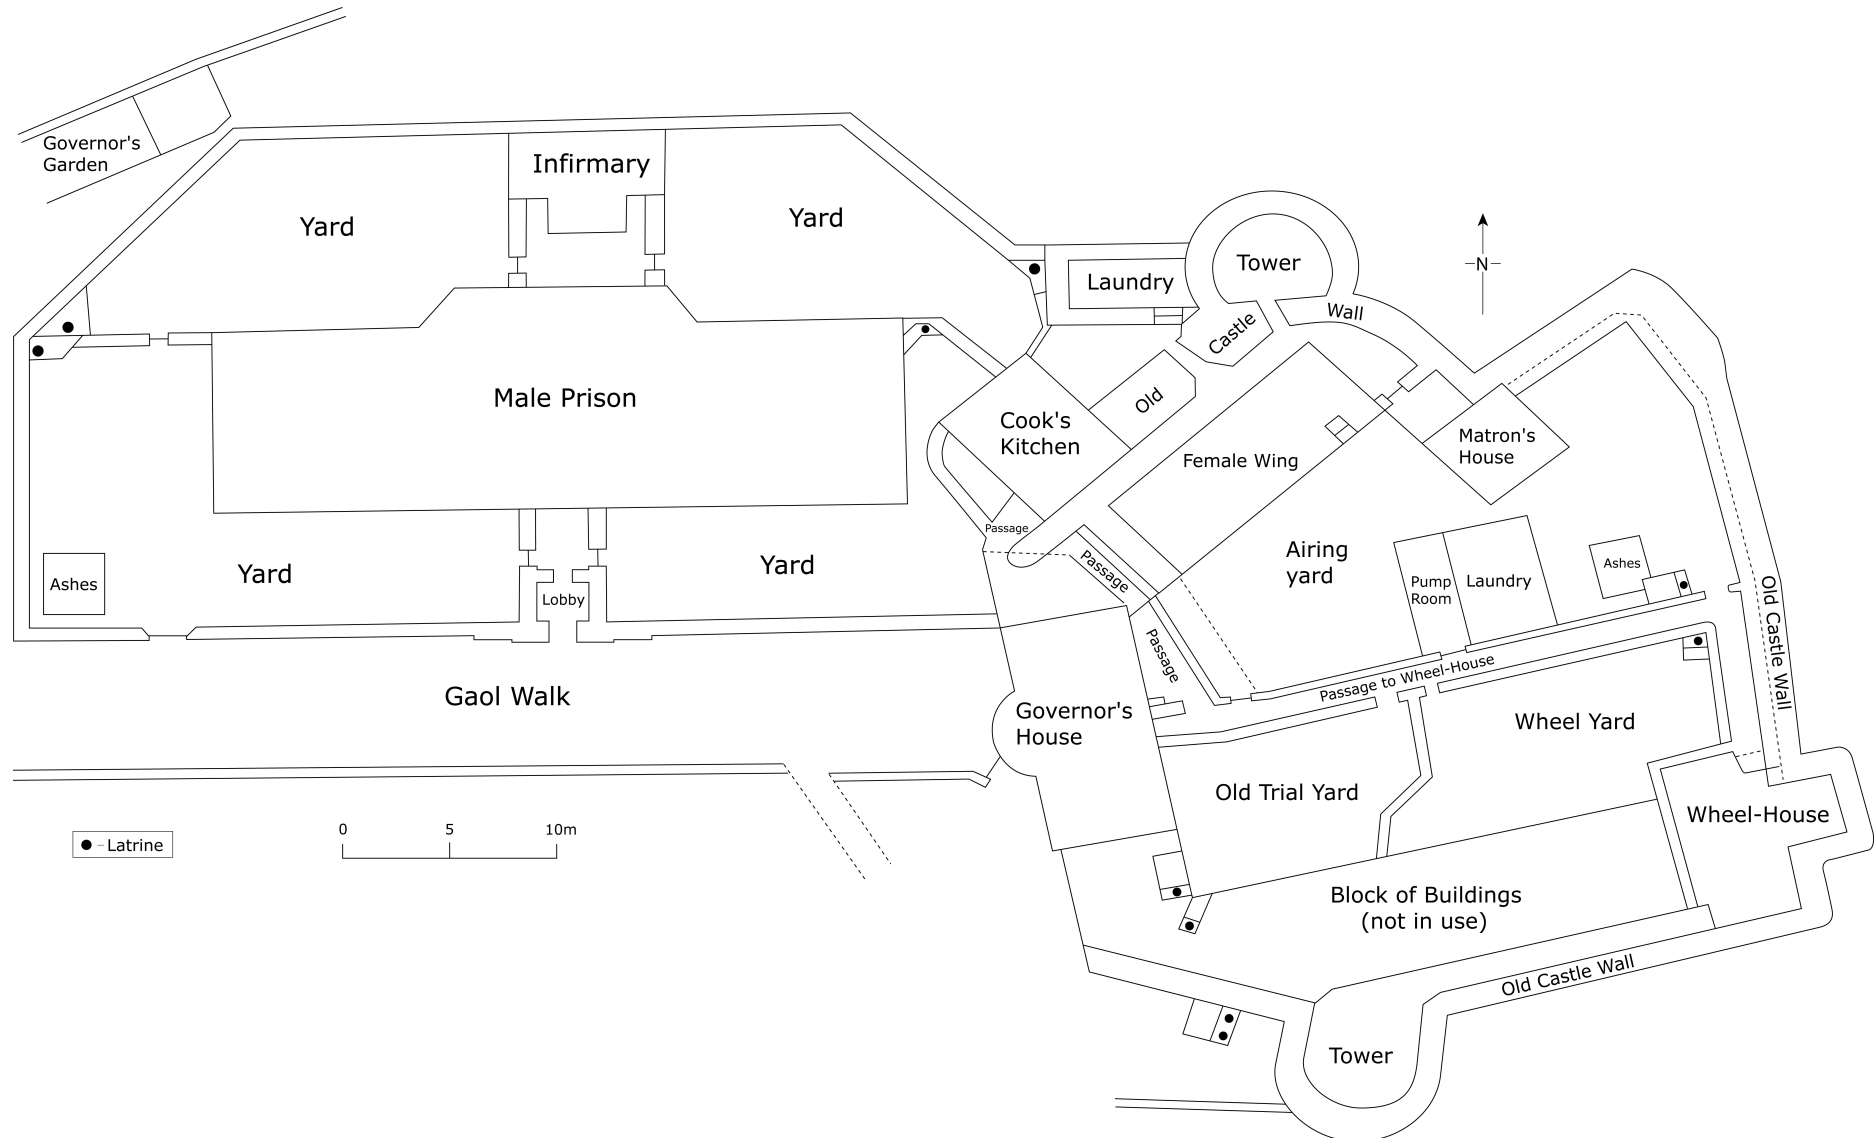 Governor's
Garden
Infirmary
Yard
Yard
Laundry
Tower
Wall
N
Castle
Old
Male Prison
Cook's
Kitchen
Female Wing
Matron's
House
Passage
Passage
Airing
yard
Pump
Room
Laundry
Ashes
Ashes
Yard
Lobby
Yard
Passage
Passage to Wheel-House
Old Castle Wall
Gaol Walk
Governor's
House
Wheel Yard
Old Trial Yard
Wheel-House
Latrine
0 5 10m
Block of Buildings
(not in use)
Old Castle Wall
Tower